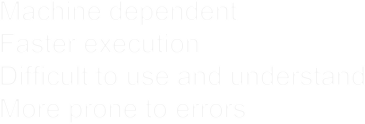 Machine dependent
Faster execution
Difficult to use and understand
More prone to errors